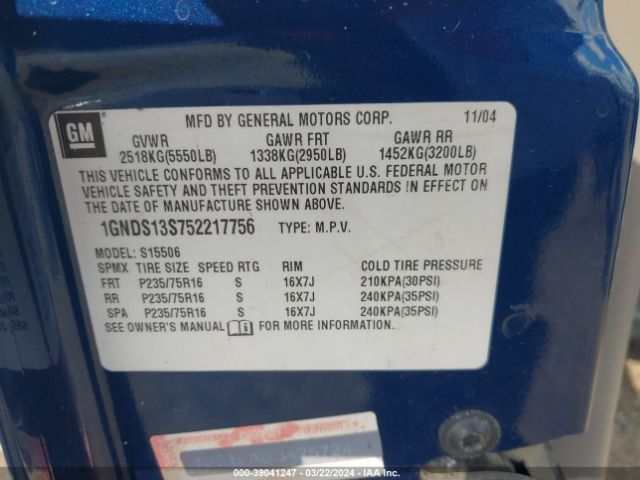 GM
MFD BY GENERAL MOTORS CORP. 11/04
GVWR GAWR FRT GAWR RR
2518KG(5550LB) 1338KG(2950LB) 1452KG(3200LB)
THIS VEHICLE CONFORMS TO ALL APPLICABLE U.S. FEDERAL MOTOR
VEHICLE SAFETY AND THEFT PREVENTION STANDARDS IN EFFECT ON
THE DATE OF MANUFACTURE SHOWN ABOVE.
1GNDS13S752217756 TYPE: M.P.V.
MODEL: S15506
SPMX TIRE SIZE SPEED RTG RIM COLD TIRE PRESSURE
FRT P235/75R16 S 16X7J 210KPA(30PSI)
RR P235/75R16 S 16X7J 240KPA(35PSI)
SPA P235/75R16 S 16X7J 240KPA(35PSI)
SEE OWNER'S MANUAL FOR MORE INFORMATION.
IAA-39041247 // 03/22/2024 // IAAI.COM